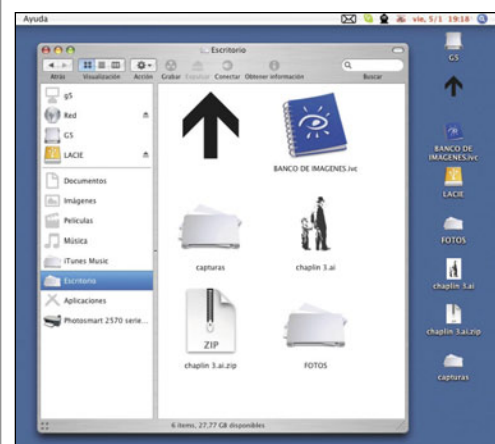 Ayuda
vie, 5/1 19:18
Escritorio
Atrás
Visualización
Acción
Grabar
Expulsar
Conectar
Obtener información
Buscar
g5
Red
G5
LACIE
Documentos
Imágenes
Películas
Música
iTunes Music
Escritorio
Aplicaciones
Photosmart 2570 serie...
BANCO DE IMAGENES.ivc
capturas
chaplin 3.ai
ZIP
chaplin 3.ai.zip
FOTOS
6 ítems, 27,77 GB disponibles
G5
BANCO DE
IMAGENES.ivc
LACIE
FOTOS
chaplin 3.ai
chaplin 3.ai.zip
capturas